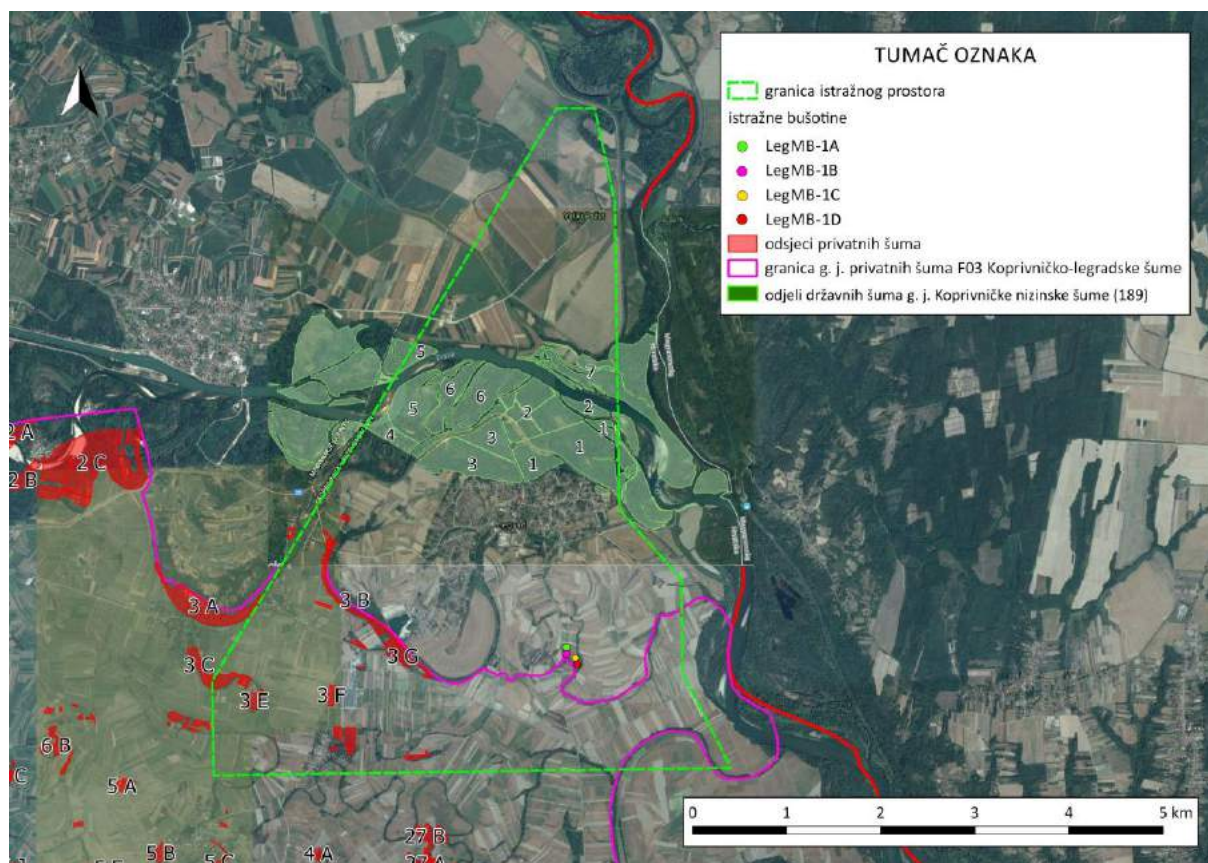 TUMAČ OZNAKA
granica istražnog prostora
istražne bušotine
LegMB-1A
LegMB-1B
LegMB-1C
LegMB-1D
odsjeci privatnih šuma
granica g. j. privatnih šuma F03 Koprivničko-legradske šume
odjeli državnih šuma g. j. Koprivničke nizinske šume (189)
5
7
6
6
5
2
2
1
4
3
1
3
1
2 A
2 C
2 B
3 A
3 B
3 G
3 C
3 E
3 F
6 B
C
5 A
27 B
5 B
5 C
4 A
27 A
0 1 2 3 4 5 km